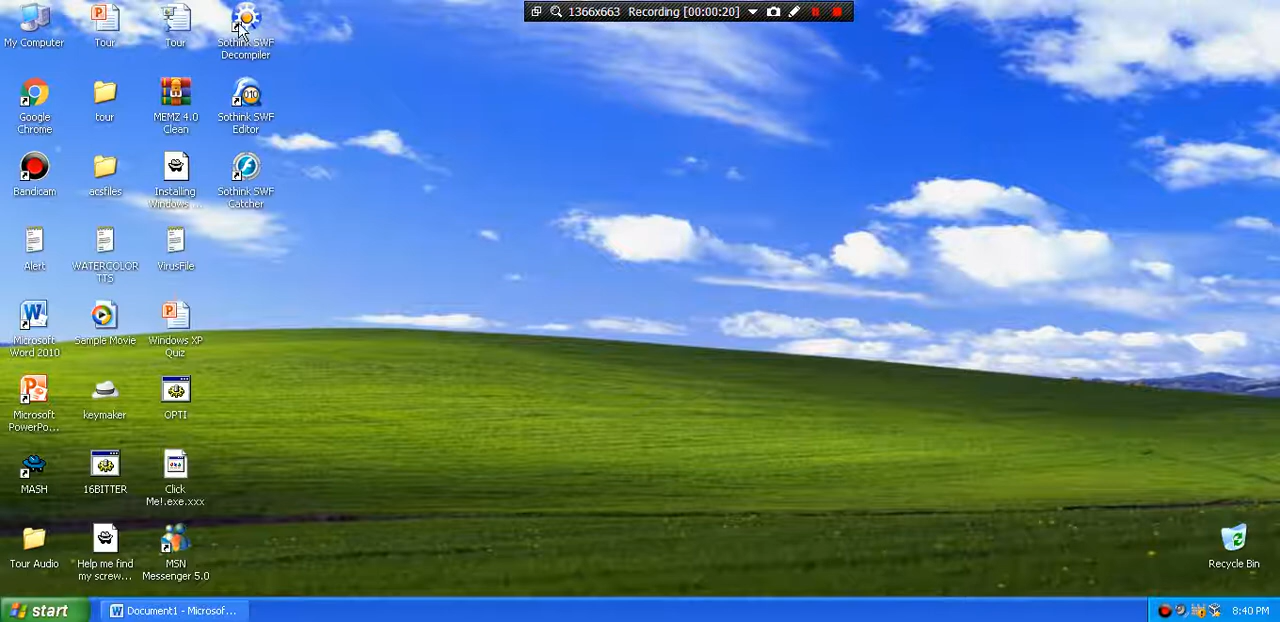 1366x663 Recording [00:00:20]
My Computer
Tour
Tour
Sothink SWF
Decompiler
Google
Chrome
tour
MEMZ 4.0
Clean
Sothink SWF
Editor
Bandicam
acsfiles
Installing
Windows ...
Sothink SWF
Catcher
Alert
WATERCOLOR
TTS
VirusFile
Microsoft
Word 2010
Sample Movie
Windows XP
Quiz
Microsoft
PowerPo...
keymaker
OPTI
MASH
16BITTER
Click
Me!.exe.xxx
Tour Audio
Help me find
my screw...
MSN
Messenger 5.0
Recycle Bin
start
Document1 - Microsof...
8:40 PM